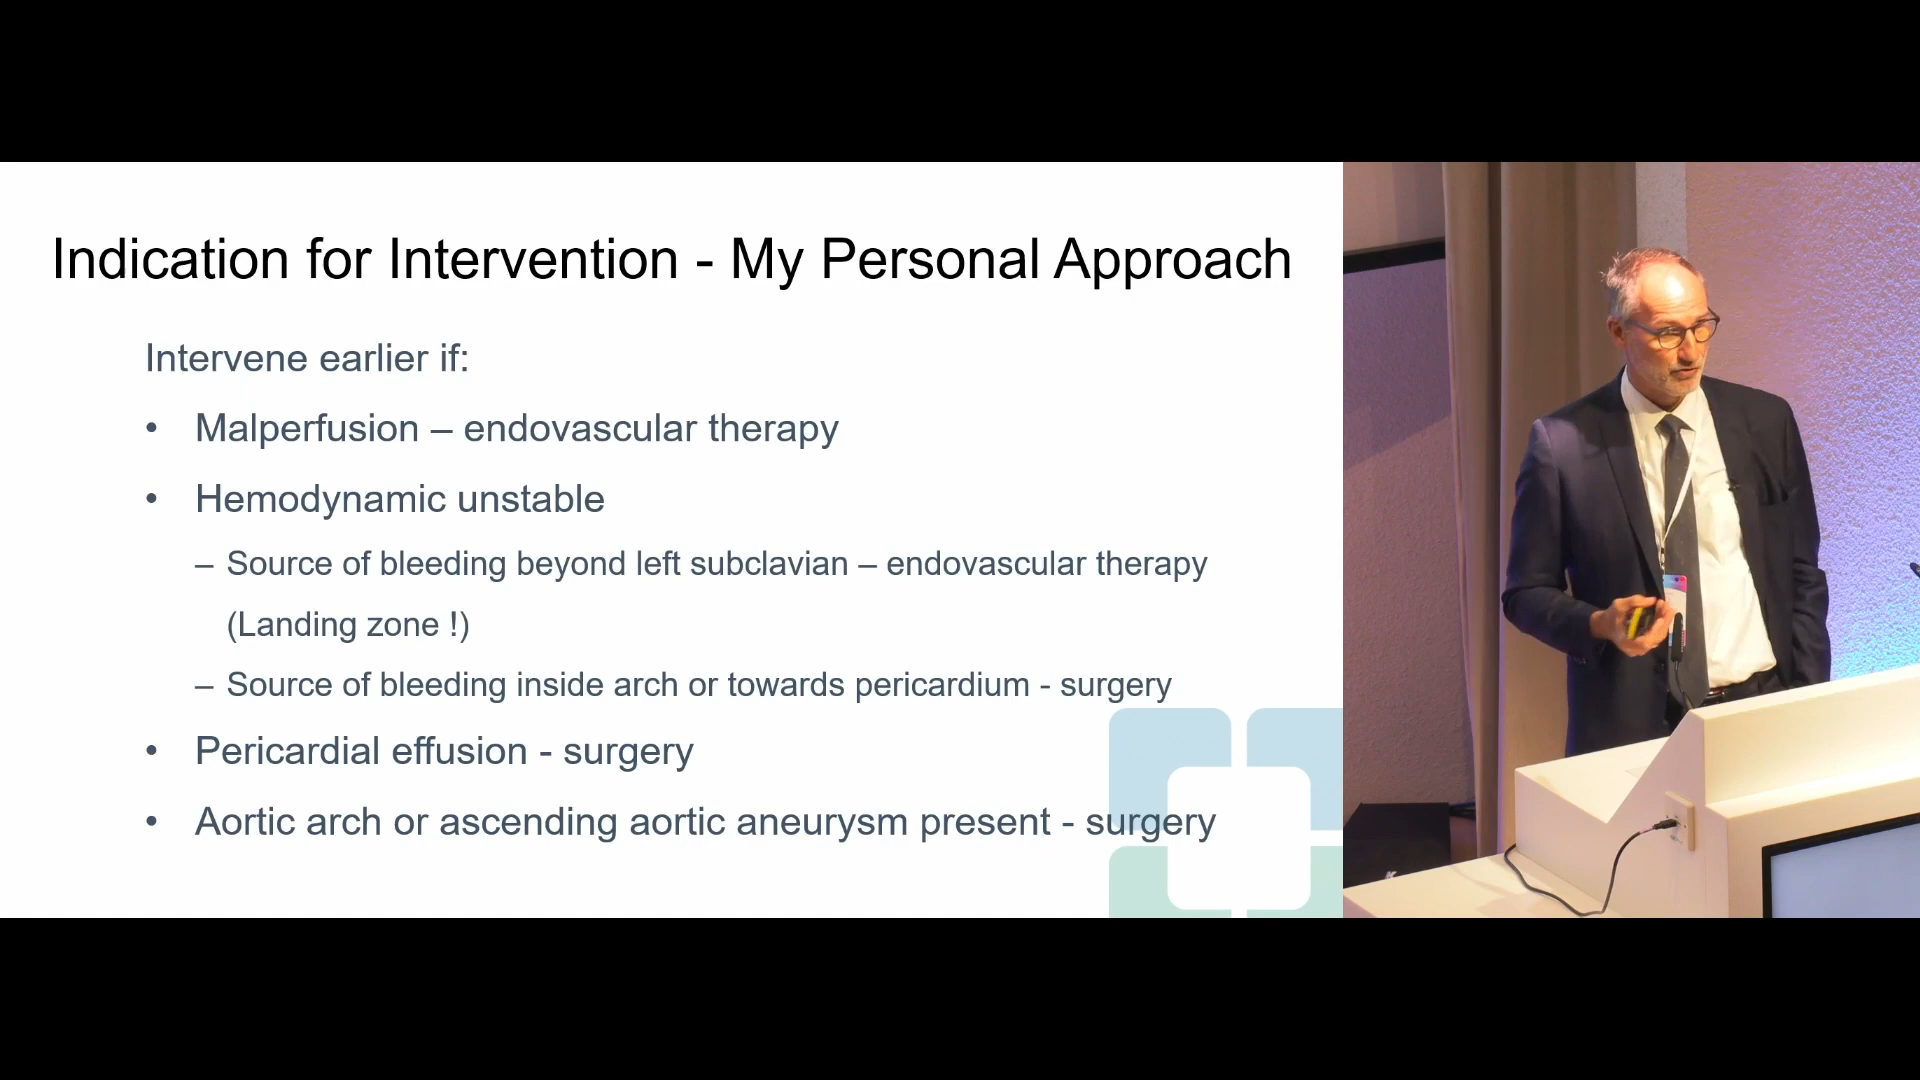 Indication for Intervention - My Personal Approach
Intervene earlier if:
• Malperfusion – endovascular therapy
• Hemodynamic unstable
– Source of bleeding beyond left subclavian – endovascular therapy
(Landing zone !)
– Source of bleeding inside arch or towards pericardium - surgery
• Pericardial effusion - surgery
• Aortic arch or ascending aortic aneurysm present - surgery